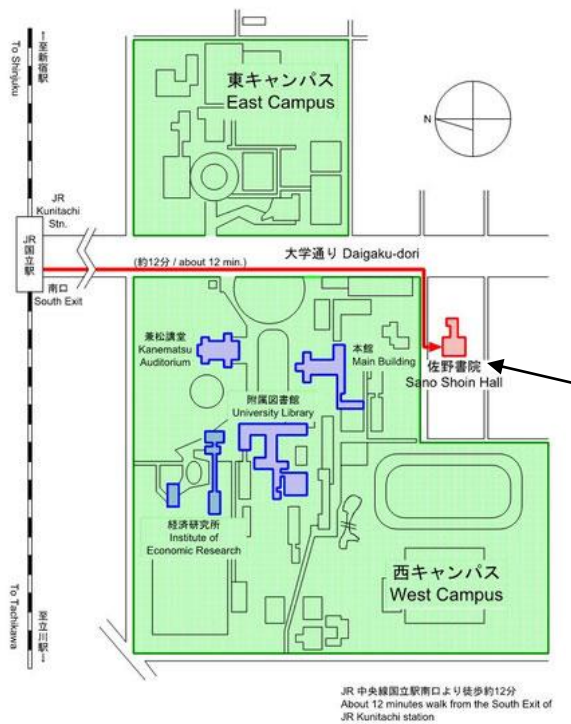 To Shinjuku
←至新宿駅
東キャンパス
East Campus
N
JR
Kunitachi
Stn.
JR国立駅
南口
South Exit
(約12分 / about 12 min.)
大学通り Daigaku-dori
兼松講堂
Kanematsu
Auditorium
本館
Main Building
佐野書院
Sano Shoin Hall
附属図書館
University Library
経済研究所
Institute of
Economic Research
西キャンパス
West Campus
To Tachikawa
至立川駅→
JR 中央線国立駅南口より徒歩約12分
About 12 minutes walk from the South Exit of
JR Kunitachi station